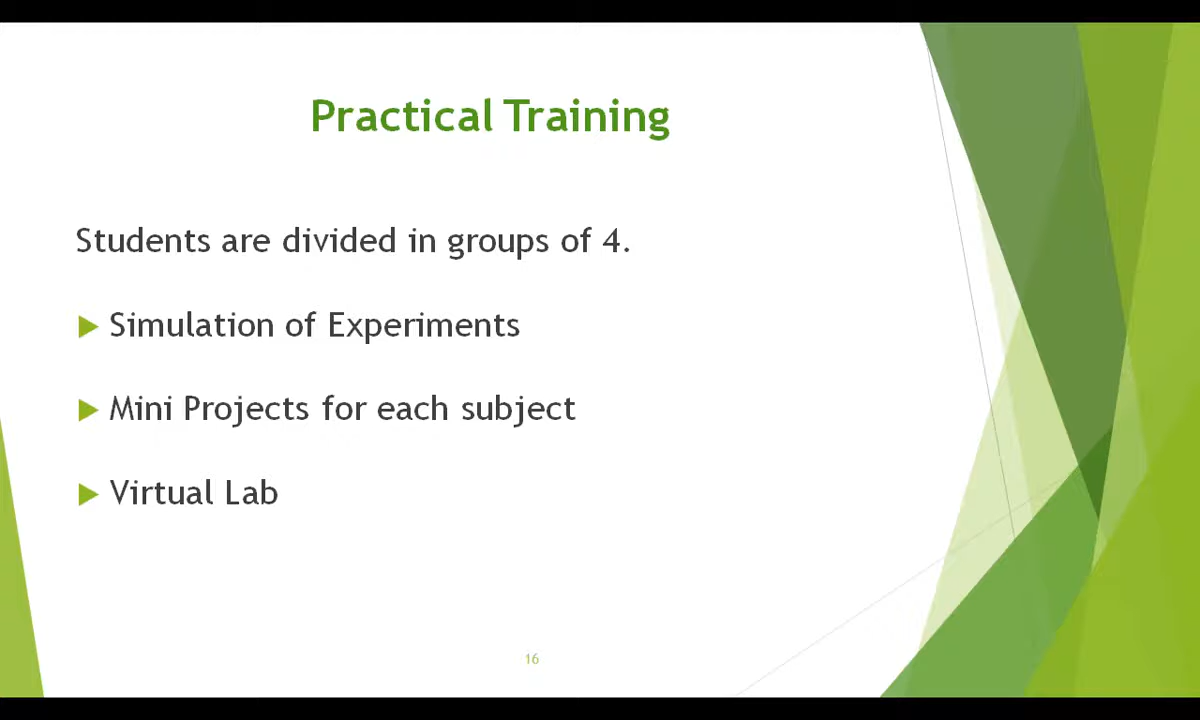 Practical Training
Students are divided in groups of 4.
Simulation of Experiments
Mini Projects for each subject
Virtual Lab
16